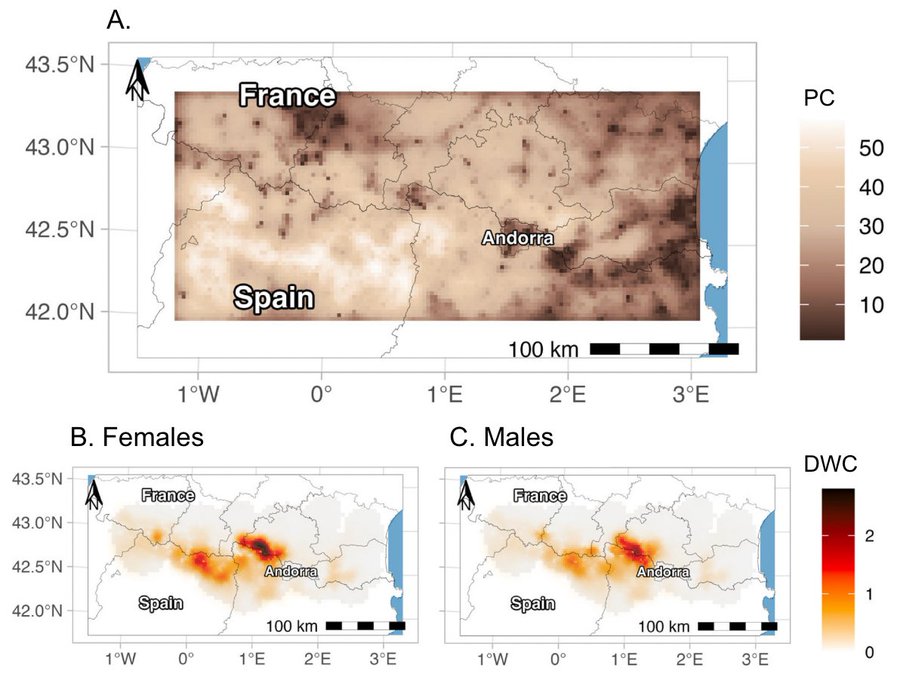 A.
43.5°N
43.0°N
42.5°N
42.0°N
N
France
Andorra
Spain
100 km
1°W 0° 1°E 2°E 3°E
PC
50
40
30
20
10
B. Females
43.5°N
43.0°N
42.5°N
42.0°N
N
France
Andorra
Spain
100 km
1°W 0° 1°E 2°E 3°E
C. Males
N
France
Andorra
Spain
100 km
1°W 0° 1°E 2°E 3°E
DWC
2
1
0